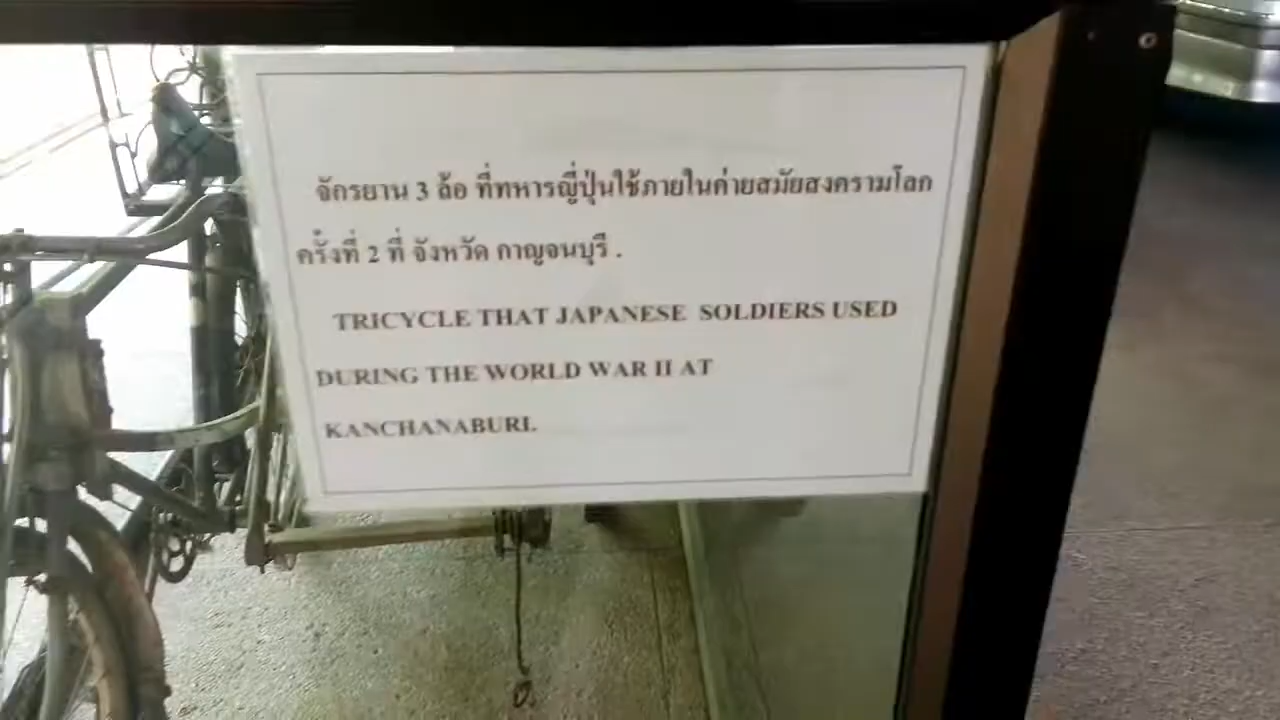 จักรยาน 3 ล้อ ที่ทหารญี่ปุ่นใช้ภายในค่ายสมัยสงครามโลก
ครั้งที่ 2 ที่ จังหวัด กาญจนบุรี .
TRICYCLE THAT JAPANESE SOLDIERS USED
DURING THE WORLD WAR II AT
KANCHANABURI.